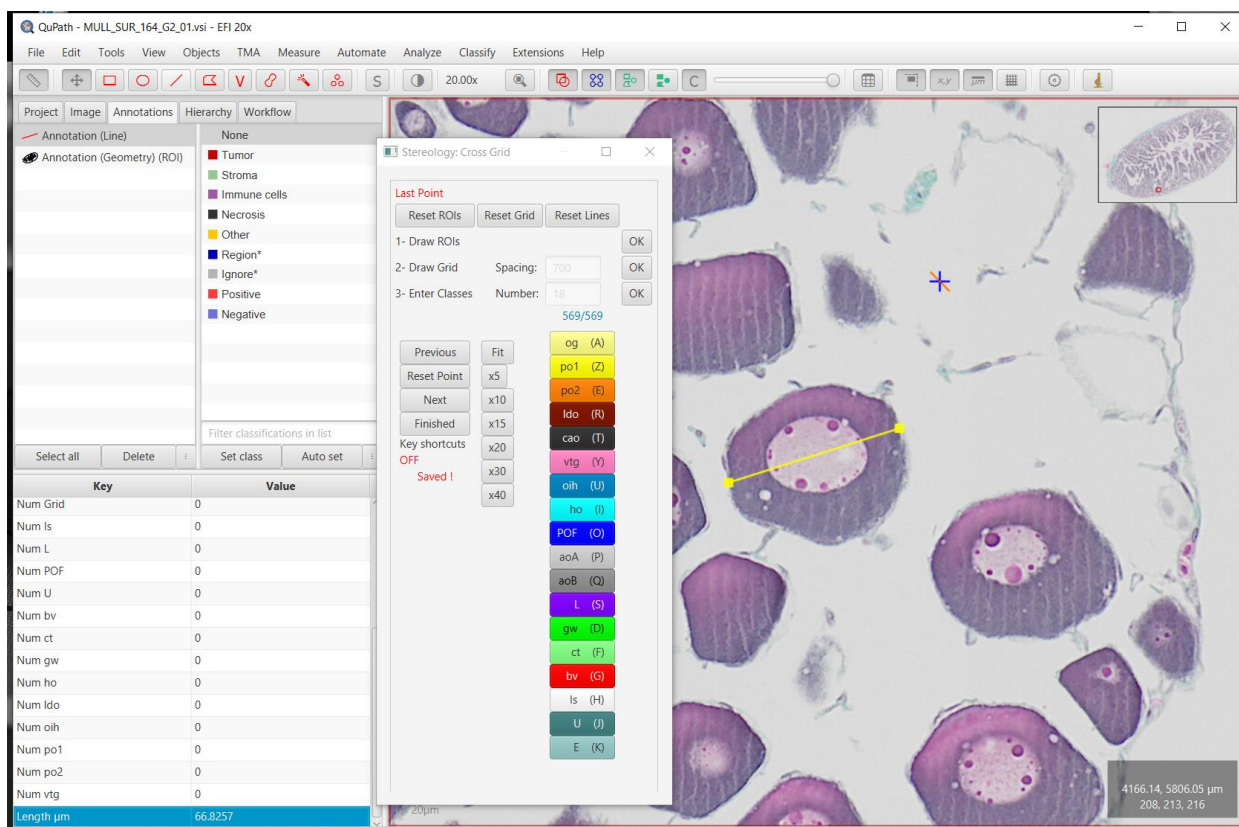 QuPath - MULL_SUR_164_G2_01.vsi - EFI 20x
File Edit Tools View Objects TMA Measure Automate Analyze Classify Extensions Help
S 20.00x C x,y μm
Project Image Annotations Hierarchy Workflow
Annotation (Line)
Annotation (Geometry) (ROI)
None
Tumor
Stroma
Immune cells
Necrosis
Other
Region*
Ignore*
Positive
Negative
Filter classifications in list
Select all Delete Set class Auto set
Key Value
Num Grid 0
Num ls 0
Num L 0
Num POF 0
Num U 0
Num bv 0
Num ct 0
Num gw 0
Num ho 0
Num ldo 0
Num oih 0
Num po1 0
Num po2 0
Num vtg 0
Length μm 66.8257
Stereology: Cross Grid
Last Point
Reset ROIs Reset Grid Reset Lines
1- Draw ROIs OK
2- Draw Grid Spacing: 700 OK
3- Enter Classes Number: 18 OK
569/569
Previous Fit
Reset Point x5
Next x10
Finished x15
Key shortcuts x20
OFF x30
Saved !
x40
og (A)
po1 (Z)
po2 (E)
ldo (R)
cao (T)
vtg (Y)
oih (U)
ho (I)
POF (O)
aoA (P)
aoB (Q)
L (S)
gw (D)
ct (F)
bv (G)
ls (H)
U (J)
E (K)
20μm
4166.14, 5806.05 μm
208, 213, 216